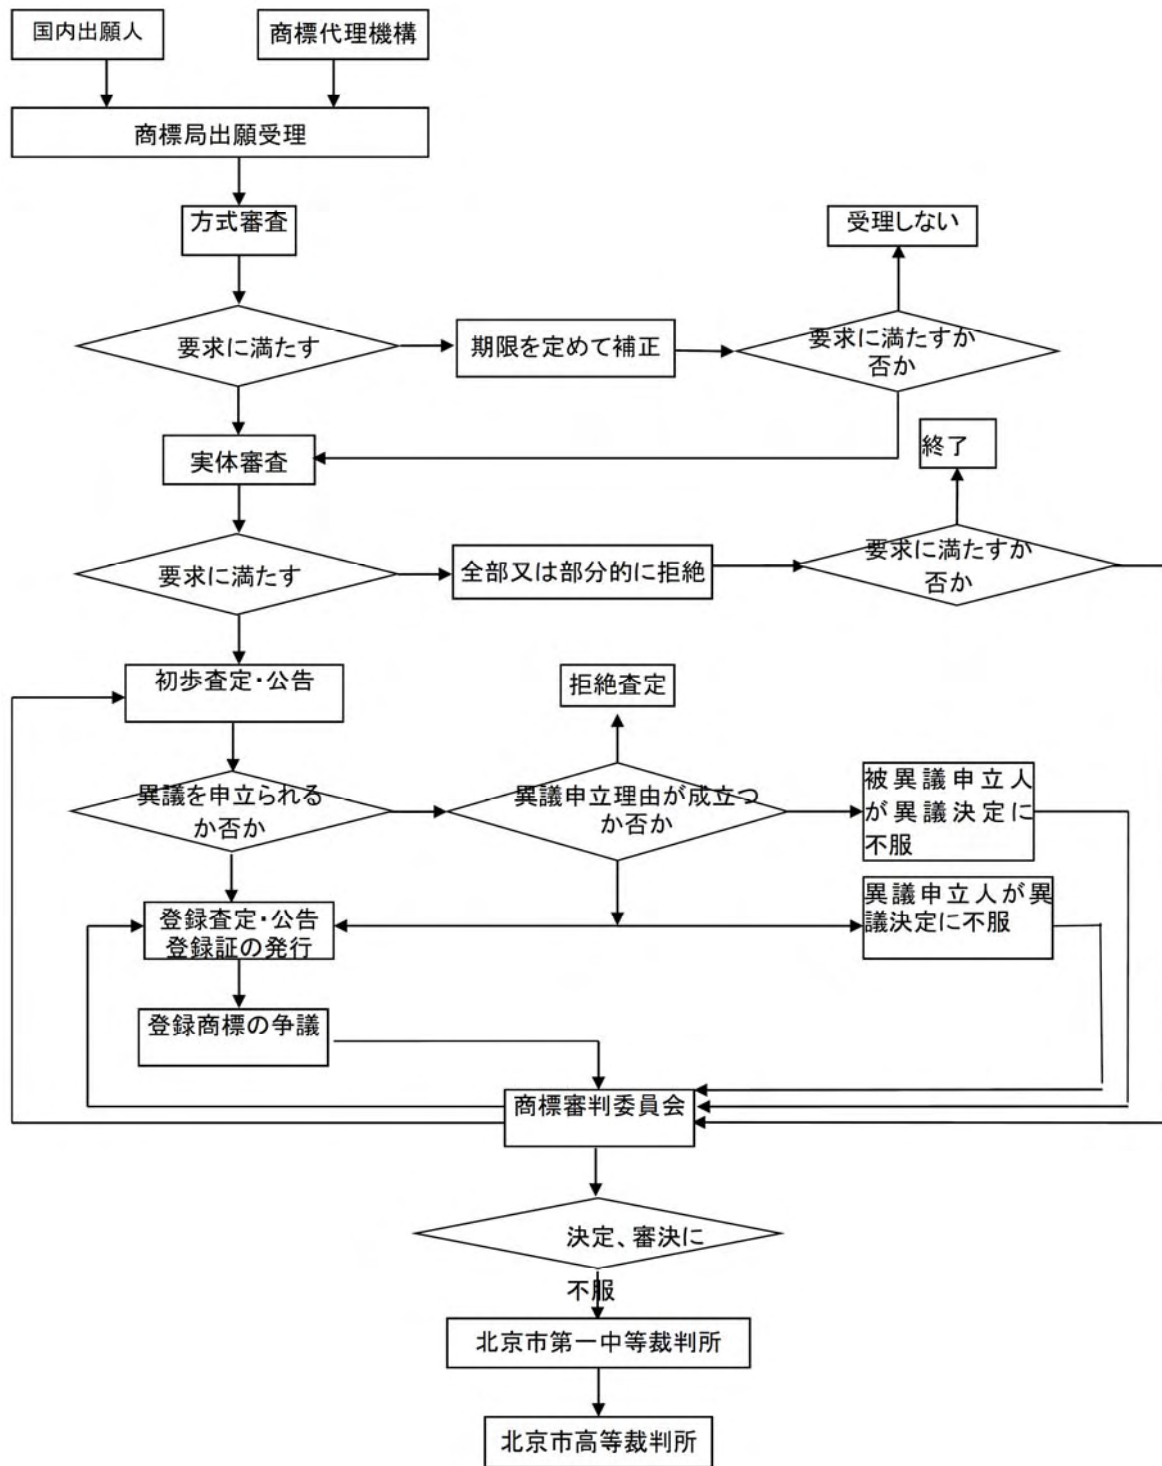 国内出願人
商標代理機構
商標局出願受理
方式審査
受理しない
要求に満たす
期限を定めて補正
要求に満たすか
否か
実体審査
終了
要求に満たす
全部又は部分的に拒絶
要求に満たすか
否か
初歩査定・公告
拒絶査定
異議を申立られる
か否か
異議申立理由が成立つ
か否か
被異議申立人
が異議決定に
不服
登録査定・公告
登録証の発行
異議申立人が異
議決定に不服
登録商標の争議
商標審判委員会
決定、審決に
不服
北京市第一中等裁判所
北京市高等裁判所